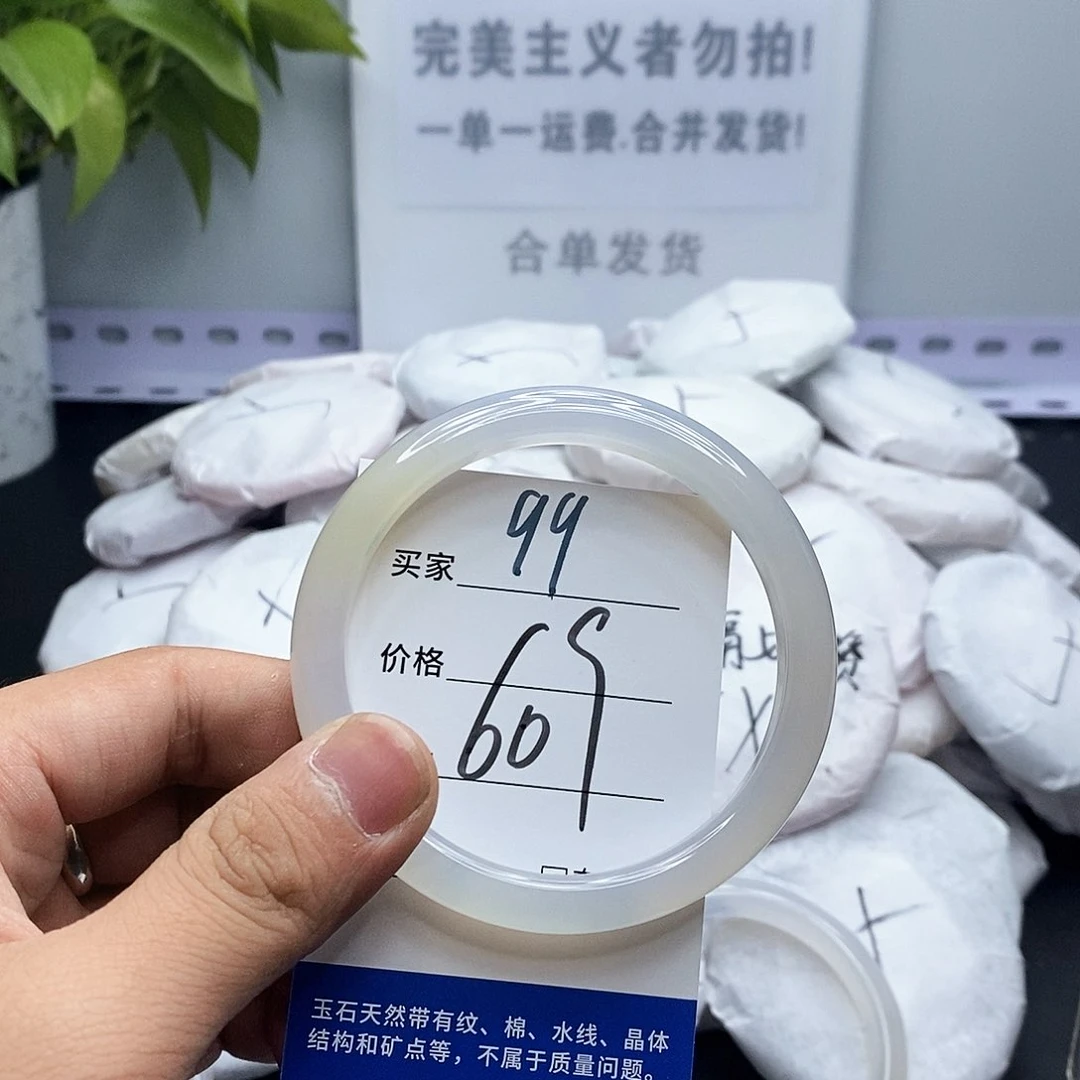 完美主义者勿拍!
一单一运费.合并发货!
合单发货
买家 99
价格
60
玉石天然带有纹、棉、水线、晶体
结构和矿点等，不属于质量问题。